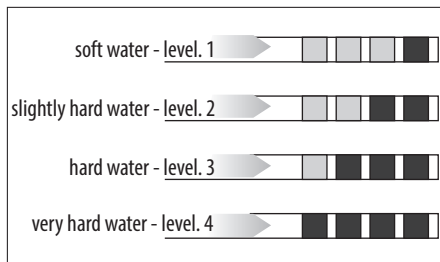 soft water - level. 1
slightly hard water - level. 2
hard water - level. 3
very hard water - level. 4